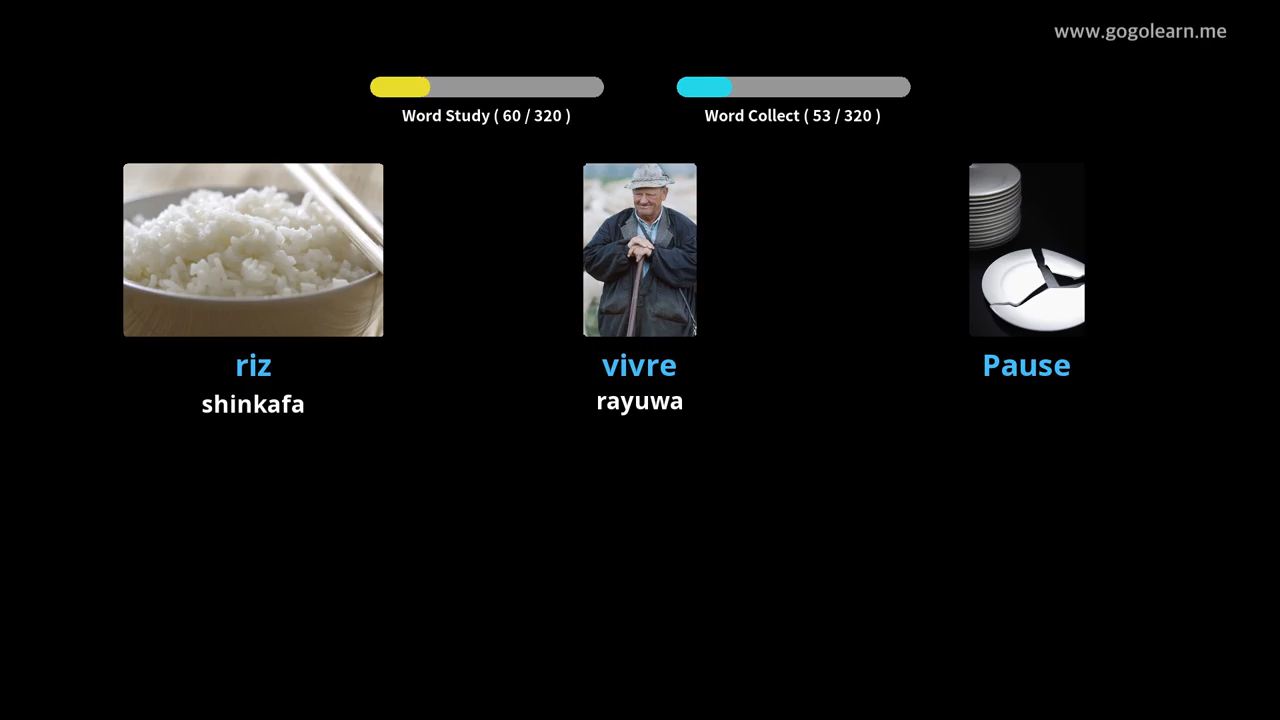 www.gogolearn.me
Word Study ( 60 / 320 )
Word Collect ( 53 / 320 )
riz
shinkafa
vivre
rayuwa
Pause